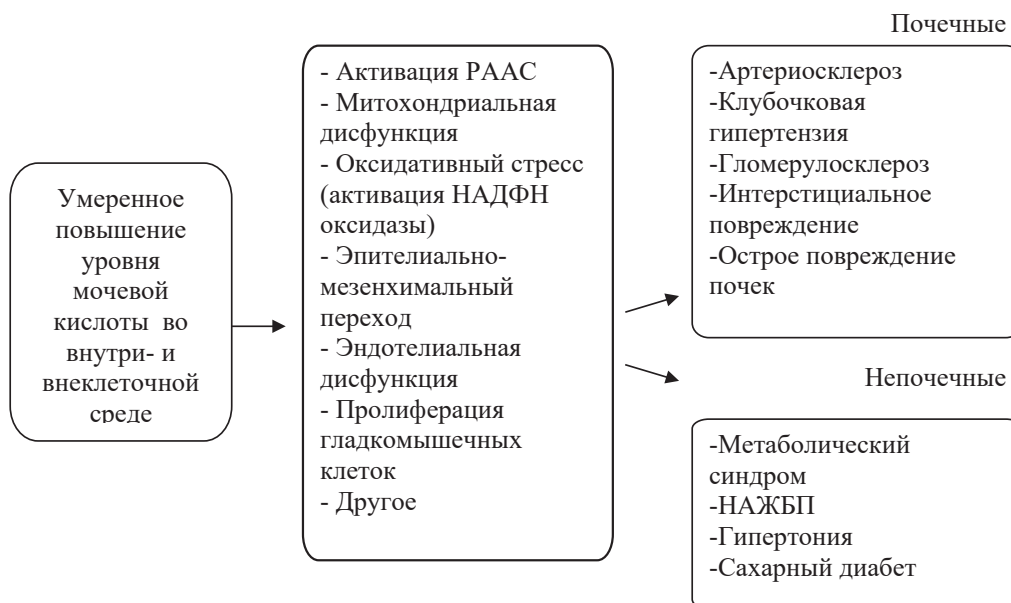 Умеренное
повышение
уровня
мочевой
кислоты во
внутри- и
внеклеточной
среде
- Активация РААС
- Митохондриальная
дисфункция
- Оксидативный стресс
(активация НАДФН
оксидазы)
- Эпителиально-
мезенхимальный
переход
- Эндотелиальная
дисфункция
- Пролиферация
гладкомышечных
клеток
- Другое
Почечные
-Артериосклероз
-Клубочковая
гипертензия
-Гломерулосклероз
-Интерстициальное
повреждение
-Острое повреждение
почек
Непочечные
-Метаболический
синдром
-НАЖБП
-Гипертония
-Сахарный диабет